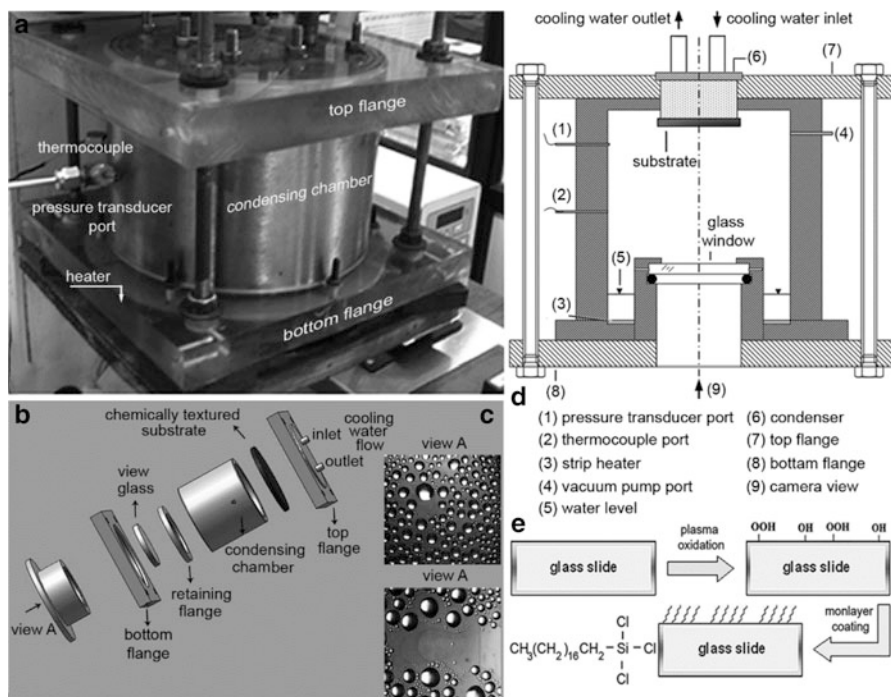 a
top flange
thermocouple
condensing chamber
pressure transducer
port
heater
bottom flange
cooling water outlet
cooling water inlet
(6)
(7)
(1)
(4)
substrate
(2)
glass
window
(5)
(3)
(8)
(9)
b
chemically textured
substrate
cooling
water
flow
inlet
outlet
view
glass
top
flange
condensing
chamber
retaining
flange
view A
bottom
flange
c
view A
view A
d
(1) pressure transducer port
(2) thermocouple port
(3) strip heater
(4) vacuum pump port
(5) water level
(6) condenser
(7) top flange
(8) bottam flange
(9) camera view
e
glass slide
plasma
oxidation
OOH OH OOH OH
glass slide
monlayer
coating
glass slide
CH3(CH2)16CH2-Si-Cl
Cl
Cl